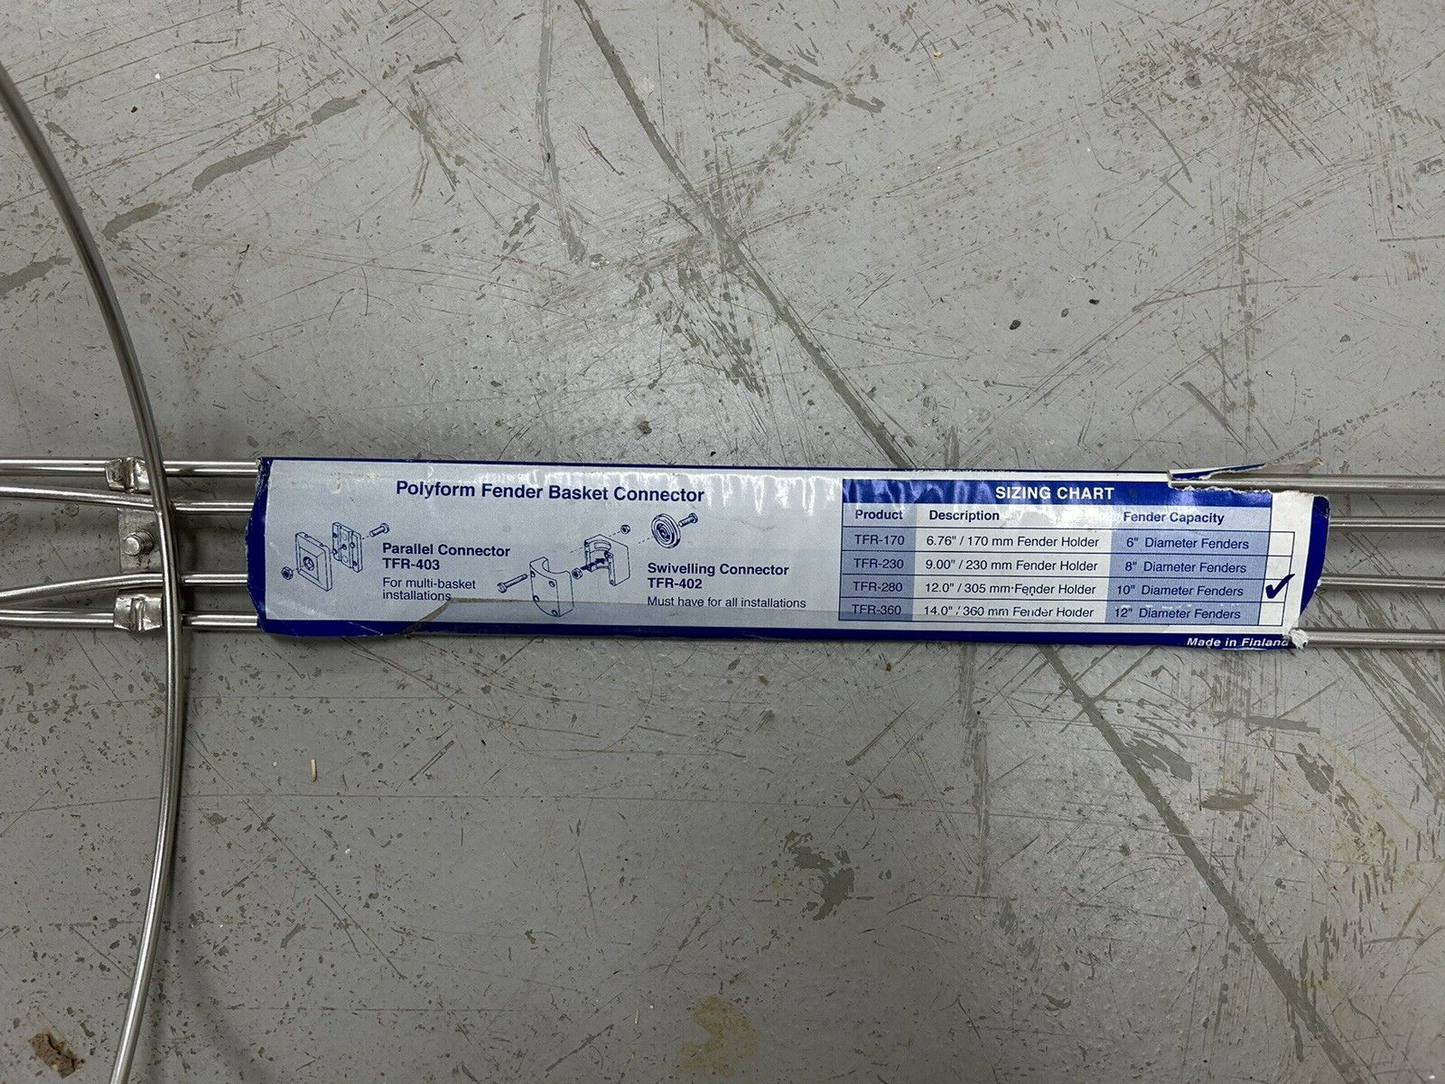 Polyform Fender Basket Connector
Parallel Connector
TFR-403
For multi-basket
installations
Swivelling Connector
TFR-402
Must have for all installations
SIZING CHART
Product Description Fender Capacity
TFR-170 6.76" / 170 mm Fender Holder 6" Diameter Fenders
TFR-230 9.00" / 230 mm Fender Holder 8" Diameter Fenders
TFR-280 12.0" / 305 mm Fender Holder 10" Diameter Fenders ✓
TFR-360 14.0" / 360 mm Fender Holder 12" Diameter Fenders
Made in Finland